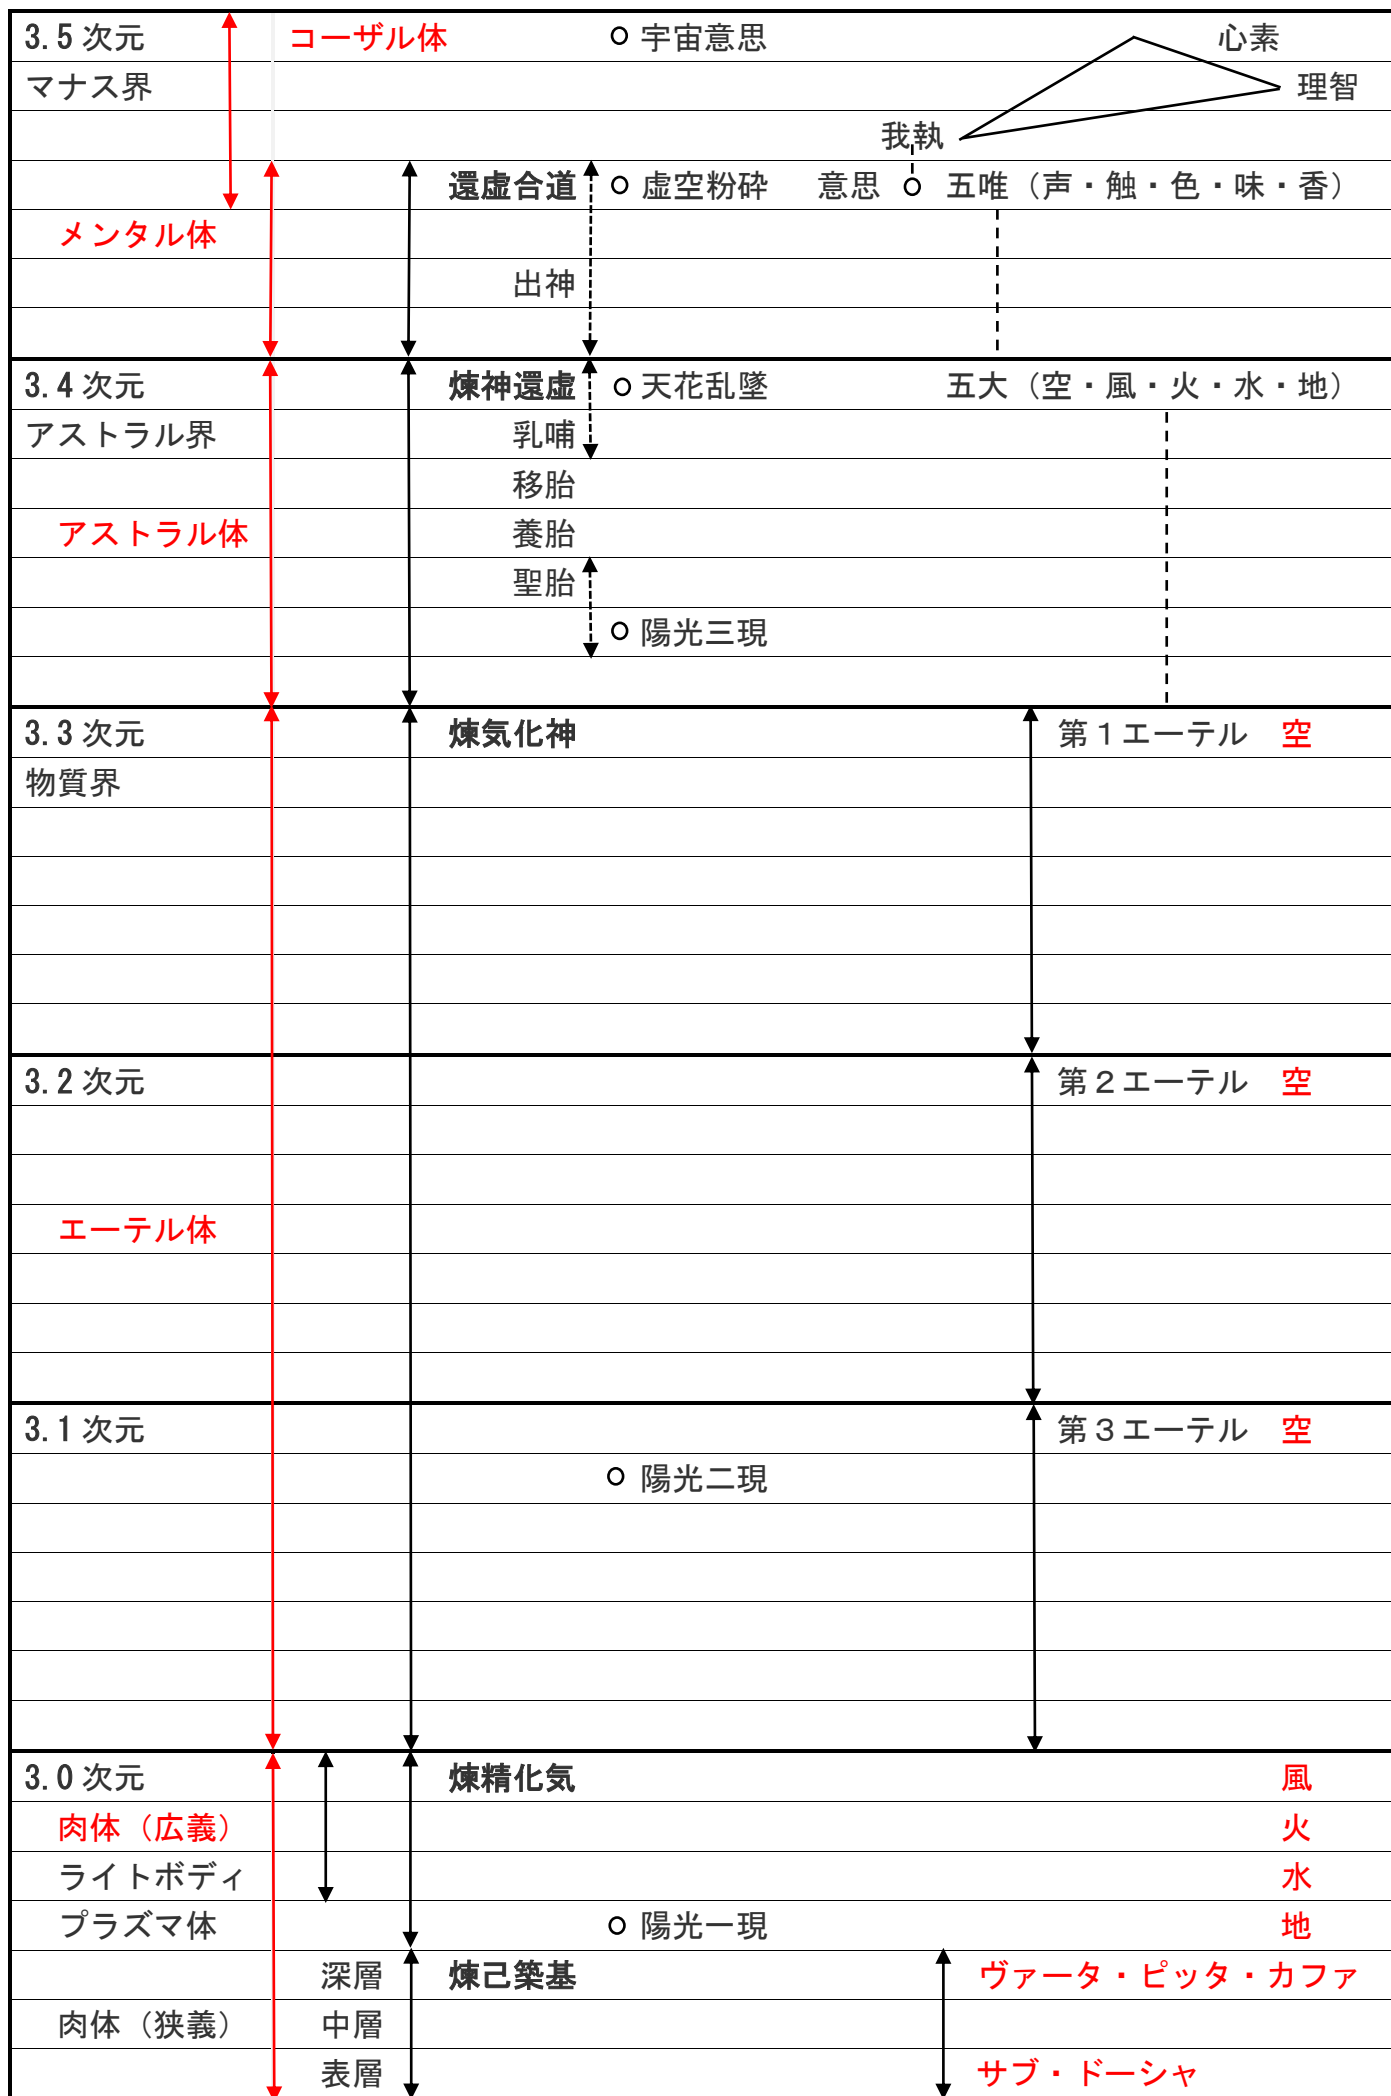 3.5次元 コーザル体 ○ 宇宙意思 心素
マナス界 理智
我執
還虚合道 ○ 虚空粉砕 意思 ○ 五唯（声・触・色・味・香）
メンタル体
出神
3.4次元 煉神還虚 ○ 天花乱墜 五大（空・風・火・水・地）
アストラル界 乳哺
移胎
アストラル体 養胎
聖胎
○ 陽光三現
3.3次元 煉気化神 第１エーテル 空
物質界
3.2次元 第２エーテル 空
エーテル体
3.1次元 第３エーテル 空
○ 陽光二現
3.0次元 煉精化気 風
肉体（広義） 火
ライトボディ 水
プラズマ体 ○ 陽光一現 地
深層 煉己築基 ヴァータ・ピッタ・カファ
肉体（狭義） 中層
表層 サブ・ドーシャ